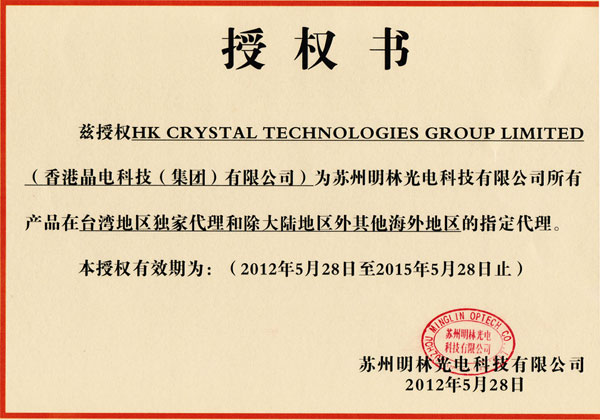 授权书
兹授权HK CRYSTAL TECHNOLOGIES GROUP LIMITED
（香港晶电科技（集团）有限公司）为苏州明林光电科技有限公司所有
产品在台湾地区独家代理和除大陆地区外其他海外地区的指定代理。
本授权有效期为：（2012年5月28日至2015年5月28日止）
SUZHOU MINGLIN OPTECH CO.,
苏州明林光电
科技有限公司
苏州明林光电科技有限公司
2012年5月28日